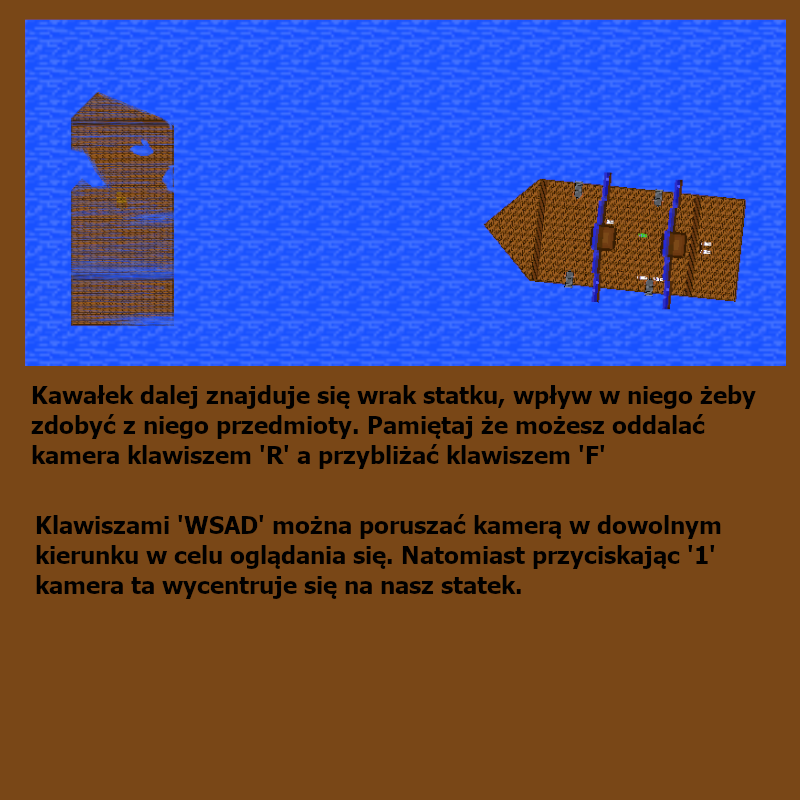 Kawałek dalej znajduje się wrak statku, wpływ w niego żeby
zdobyć z niego przedmioty. Pamiętaj że możesz oddalać
kamera klawiszem 'R' a przybliżać klawiszem 'F'
Klawiszami 'WSAD' można poruszać kamerą w dowolnym
kierunku w celu oglądania się. Natomiast przyciskając '1'
kamera ta wycentruje się na nasz statek.